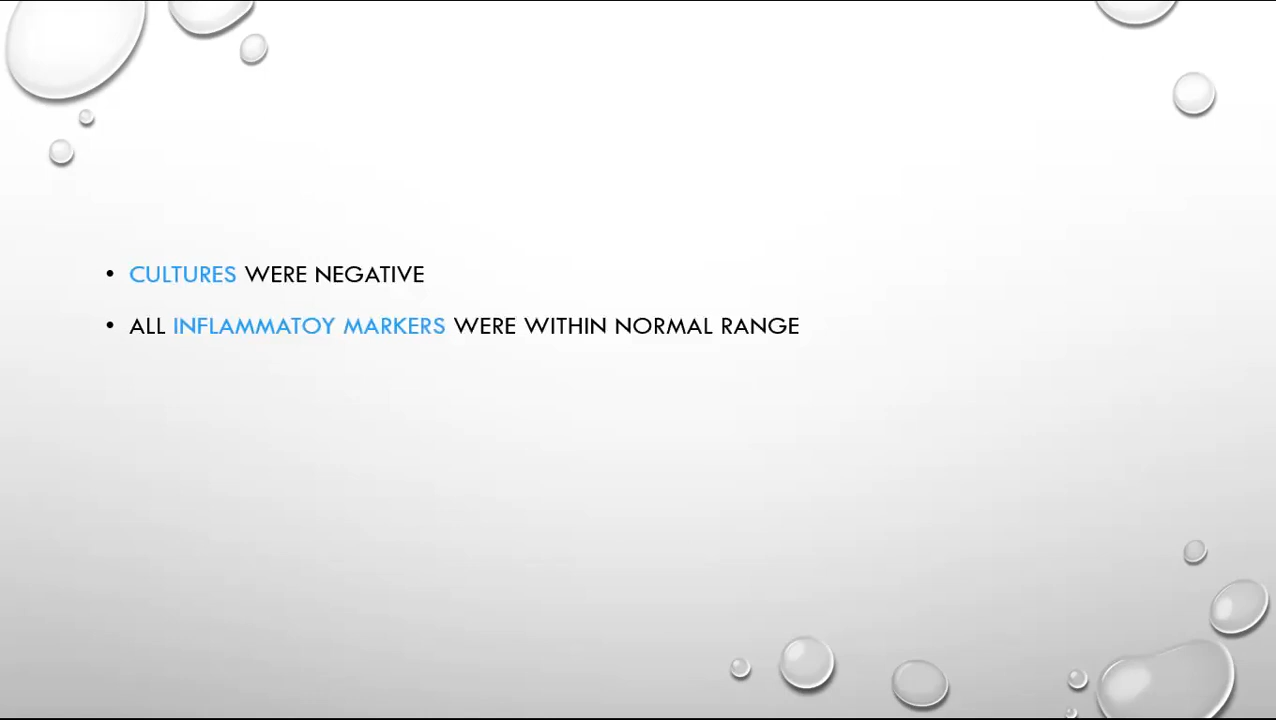 • CULTURES WERE NEGATIVE
• ALL INFLAMMATOY MARKERS WERE WITHIN NORMAL RANGE